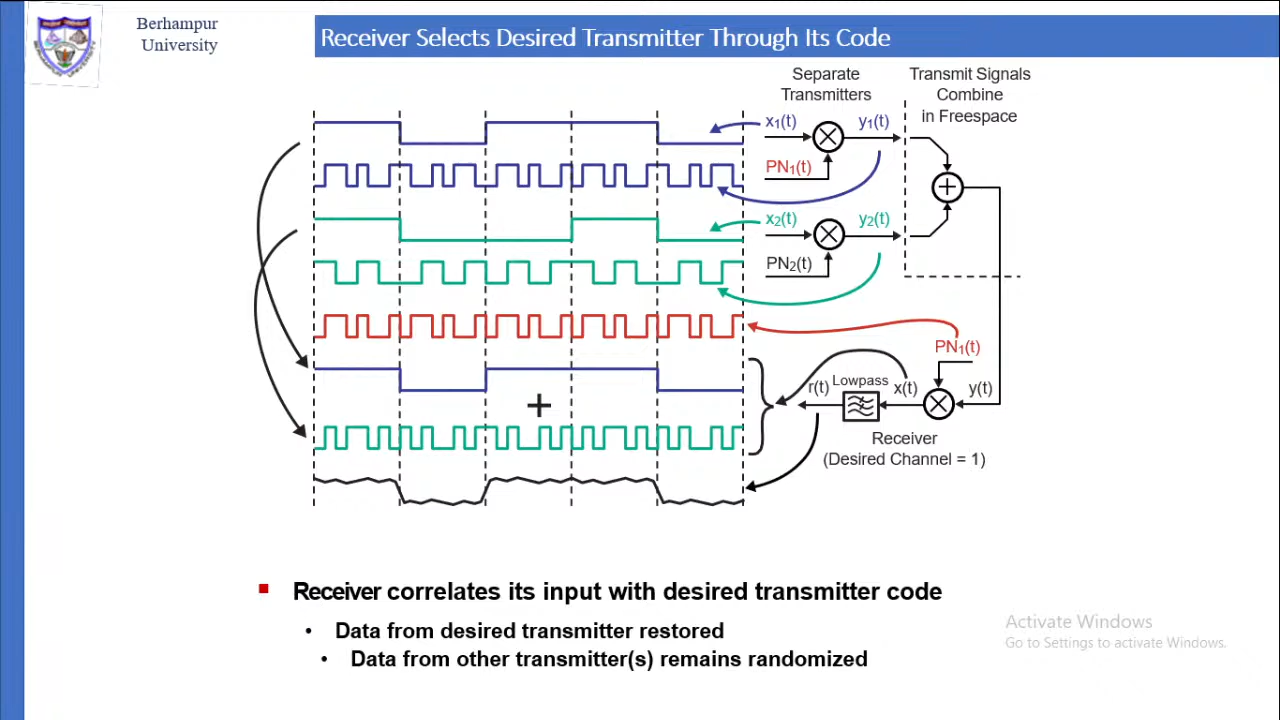 Berhampur
University
Receiver Selects Desired Transmitter Through Its Code
Separate
Transmitters
Transmit Signals
Combine
in Freespace
x1(t)
y1(t)
PN1(t)
x2(t)
y2(t)
PN2(t)
PN1(t)
r(t)
Lowpass
x(t)
y(t)
+
Receiver
(Desired Channel = 1)
Receiver correlates its input with desired transmitter code
• Data from desired transmitter restored
• Data from other transmitter(s) remains randomized
Activate Windows
Go to Settings to activate Windows.